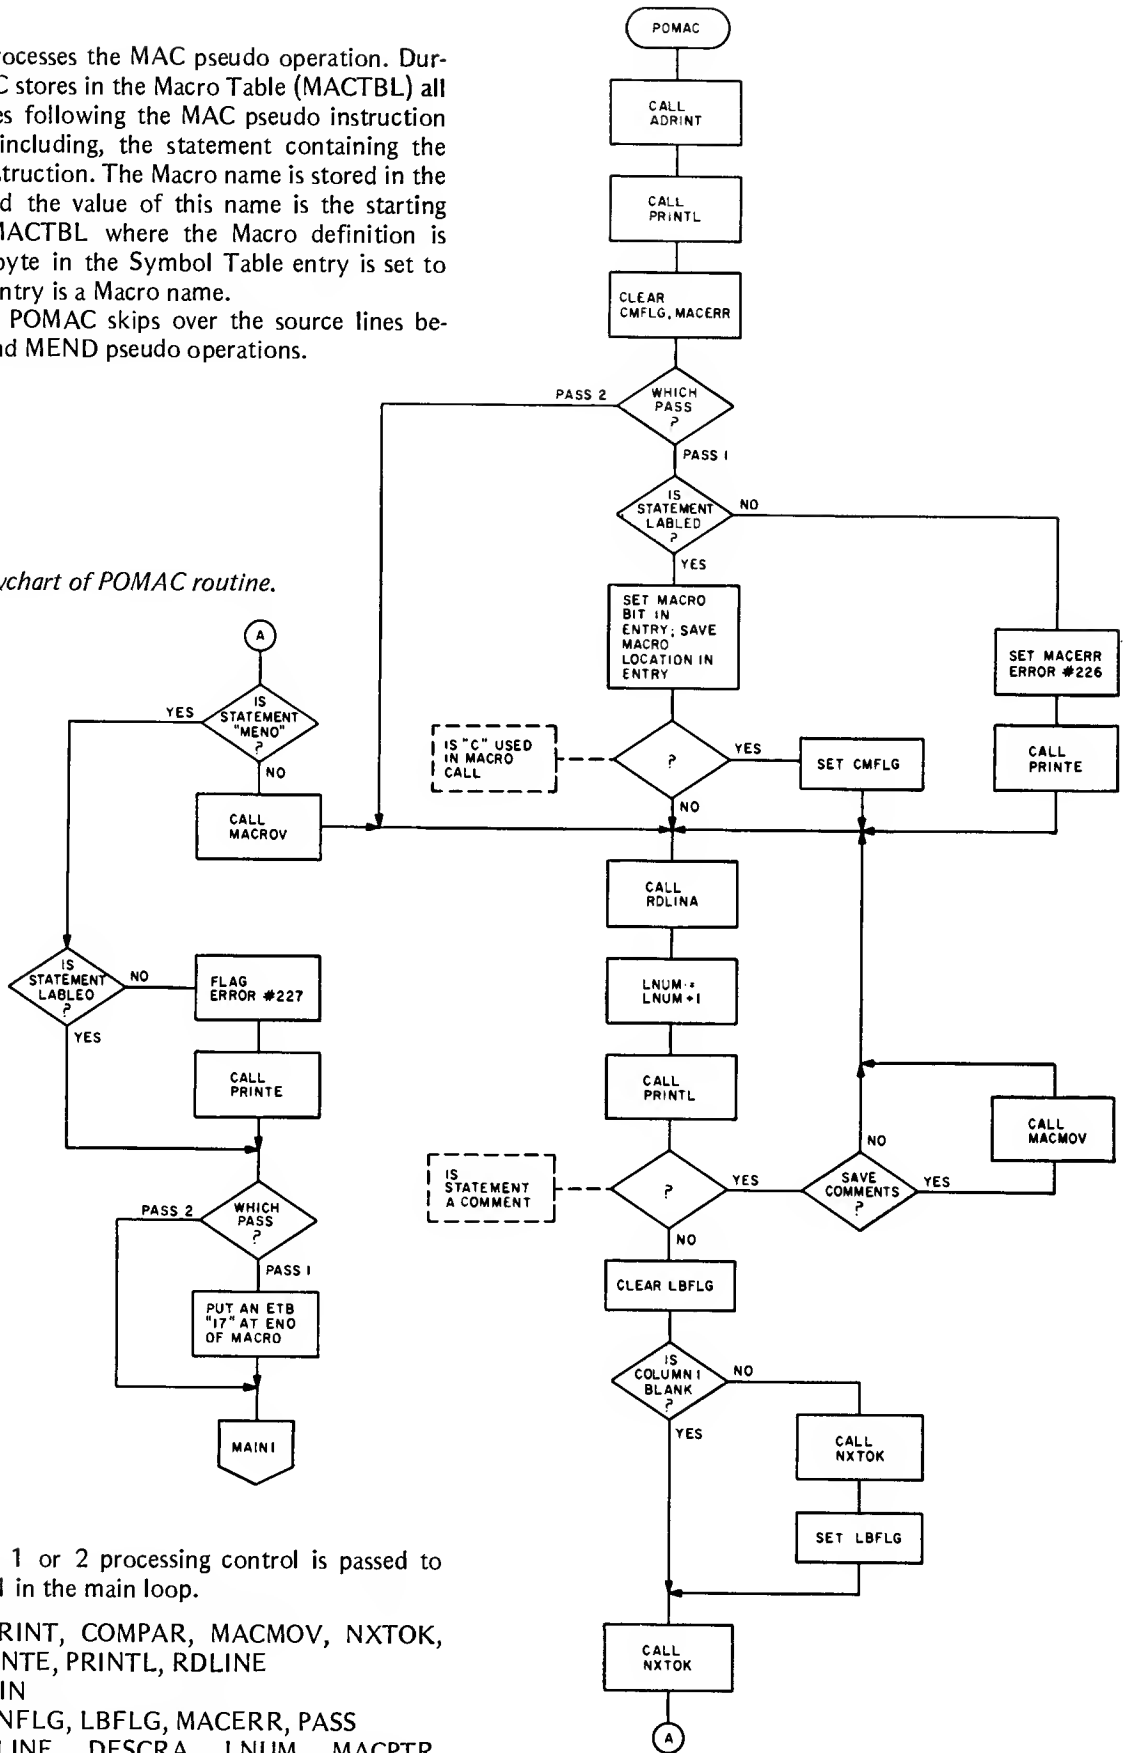 rocesses the MAC pseudo operation. Dur-
C stores in the Macro Table (MACTBL) all
es following the MAC pseudo instruction
including, the statement containing the
struction. The Macro name is stored in the
d the value of this name is the starting
MACTBL where the Macro definition is
byte in the Symbol Table entry is set to
ntry is a Macro name.
POMAC skips over the source lines be-
nd MEND pseudo operations.
wchart of POMAC routine.
POMAC
CALL
ADRINT
CALL
PRINTL
CLEAR
CMFLG, MACERR
WHICH
PASS
?
PASS 2
PASS 1
IS
STATEMENT
LABLED
?
NO
YES
SET MACRO
BIT IN
ENTRY; SAVE
MACRO
LOCATION IN
ENTRY
SET MACERR
ERROR #226
CALL
PRINTE
IS "C" USED
IN MACRO
CALL
?
YES
SET CMFLG
NO
A
IS
STATEMENT
"MENO"
?
YES
NO
CALL
MACROV
CALL
RDLINA
LNUM =
LNUM +1
CALL
PRINTL
IS
STATEMENT
LABLEO
?
NO
YES
FLAG
ERROR #227
CALL
PRINTE
IS
STATEMENT
A COMMENT
?
YES
NO
SAVE
COMMENTS
?
NO
YES
CALL
MACMOV
WHICH
PASS
?
PASS 2
PASS 1
PUT AN ETB
"17" AT ENO
OF MACRO
MAIN1
CLEAR LBFLG
IS
COLUMN 1
BLANK
?
NO
YES
CALL
NXTOK
SET LBFLG
CALL
NXTOK
A
1 or 2 processing control is passed to
1 in the main loop.
RINT, COMPAR, MACMOV, NXTOK,
NTE, PRINTL, RDLINE
IN
NFLG, LBFLG, MACERR, PASS
LINE, DESCRA, LNUM, MACPTR,